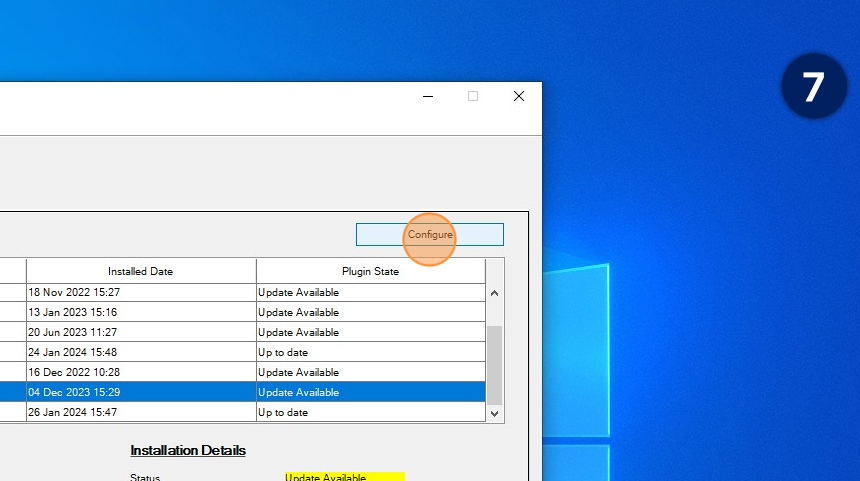 7
Configure
Installed Date Plugin State
18 Nov 2022 15:27 Update Available
13 Jan 2023 15:16 Update Available
20 Jun 2023 11:27 Update Available
24 Jan 2024 15:48 Up to date
16 Dec 2022 10:28 Update Available
04 Dec 2023 15:29 Update Available
26 Jan 2024 15:47 Up to date
Installation Details
Status Update Available